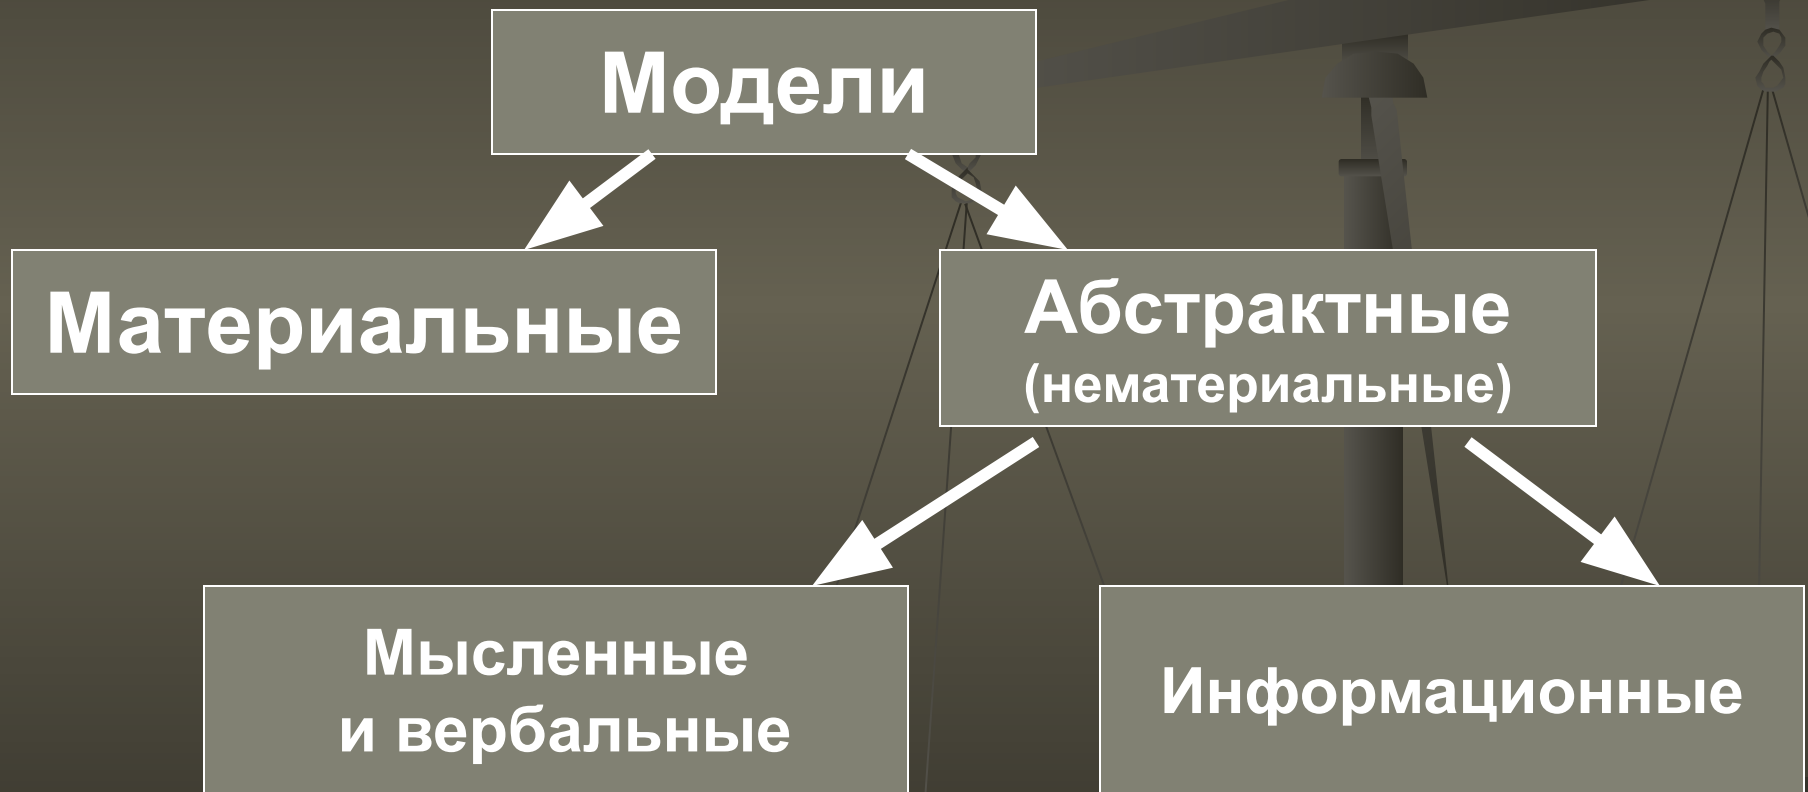 Модели
Материальные
Абстрактные
(нематериальные)
Мысленные
и вербальные
Информационные